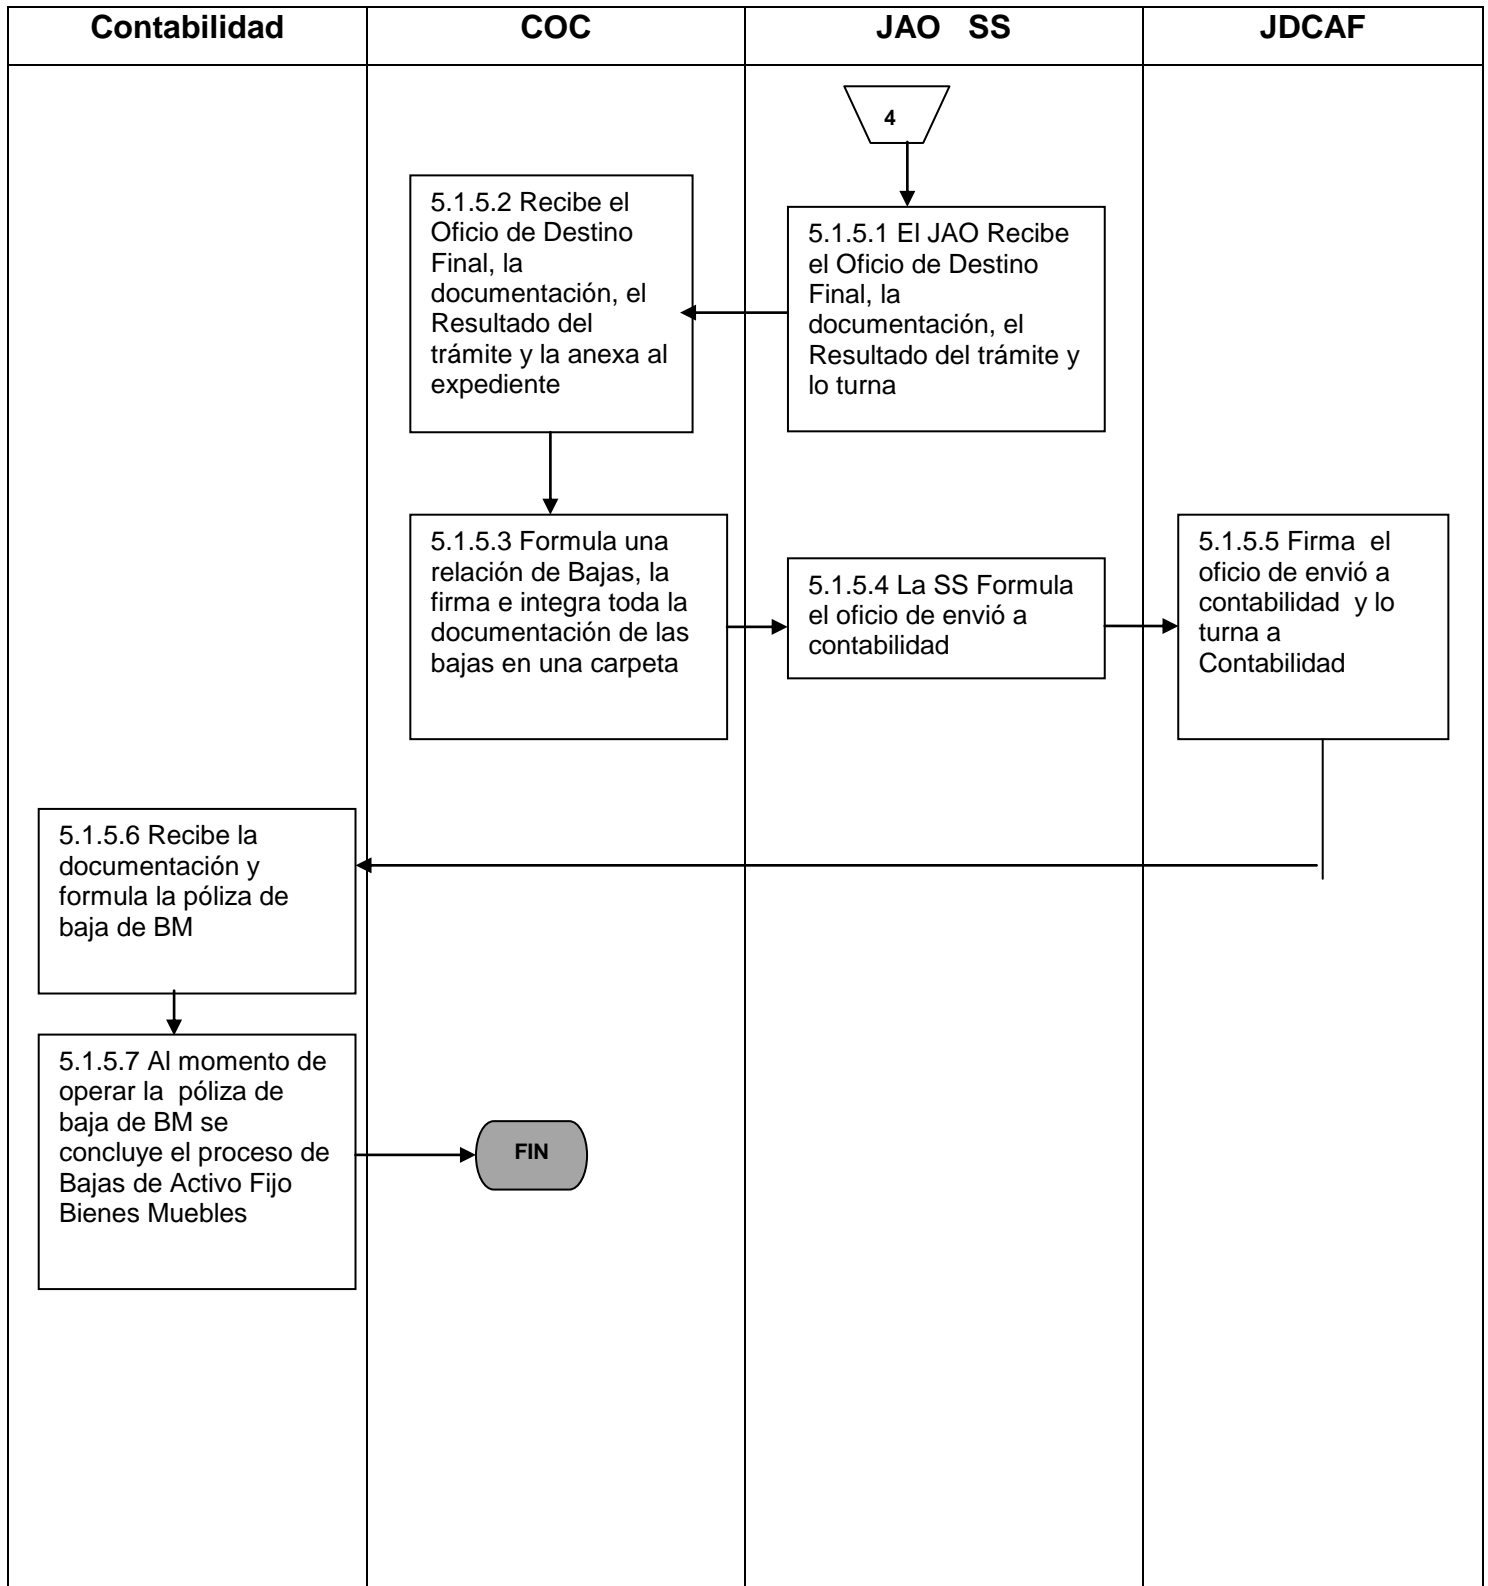 Contabilidad
COC
JAO SS
JDCAF
4
5.1.5.1 El JAO Recibe
el Oficio de Destino
Final, la
documentación, el
Resultado del trámite y
lo turna
5.1.5.2 Recibe el
Oficio de Destino
Final, la
documentación, el
Resultado del
trámite y la anexa al
expediente
5.1.5.3 Formula una
relación de Bajas, la
firma e integra toda la
documentación de las
bajas en una carpeta
5.1.5.4 La SS Formula
el oficio de envió a
contabilidad
5.1.5.5 Firma el
oficio de envió a
contabilidad y lo
turna a
Contabilidad
5.1.5.6 Recibe la
documentación y
formula la póliza de
baja de BM
5.1.5.7 Al momento de
operar la póliza de
baja de BM se
concluye el proceso de
Bajas de Activo Fijo
Bienes Muebles
FIN